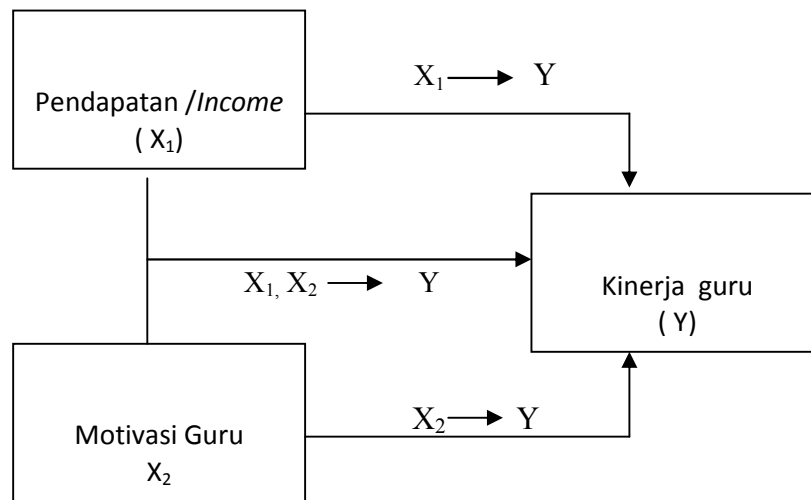 X₁ → Y
Pendapatan /Income
( X₁)
X₁, X₂ → Y
Kinerja guru
( Y)
X₂ → Y
Motivasi Guru
X₂